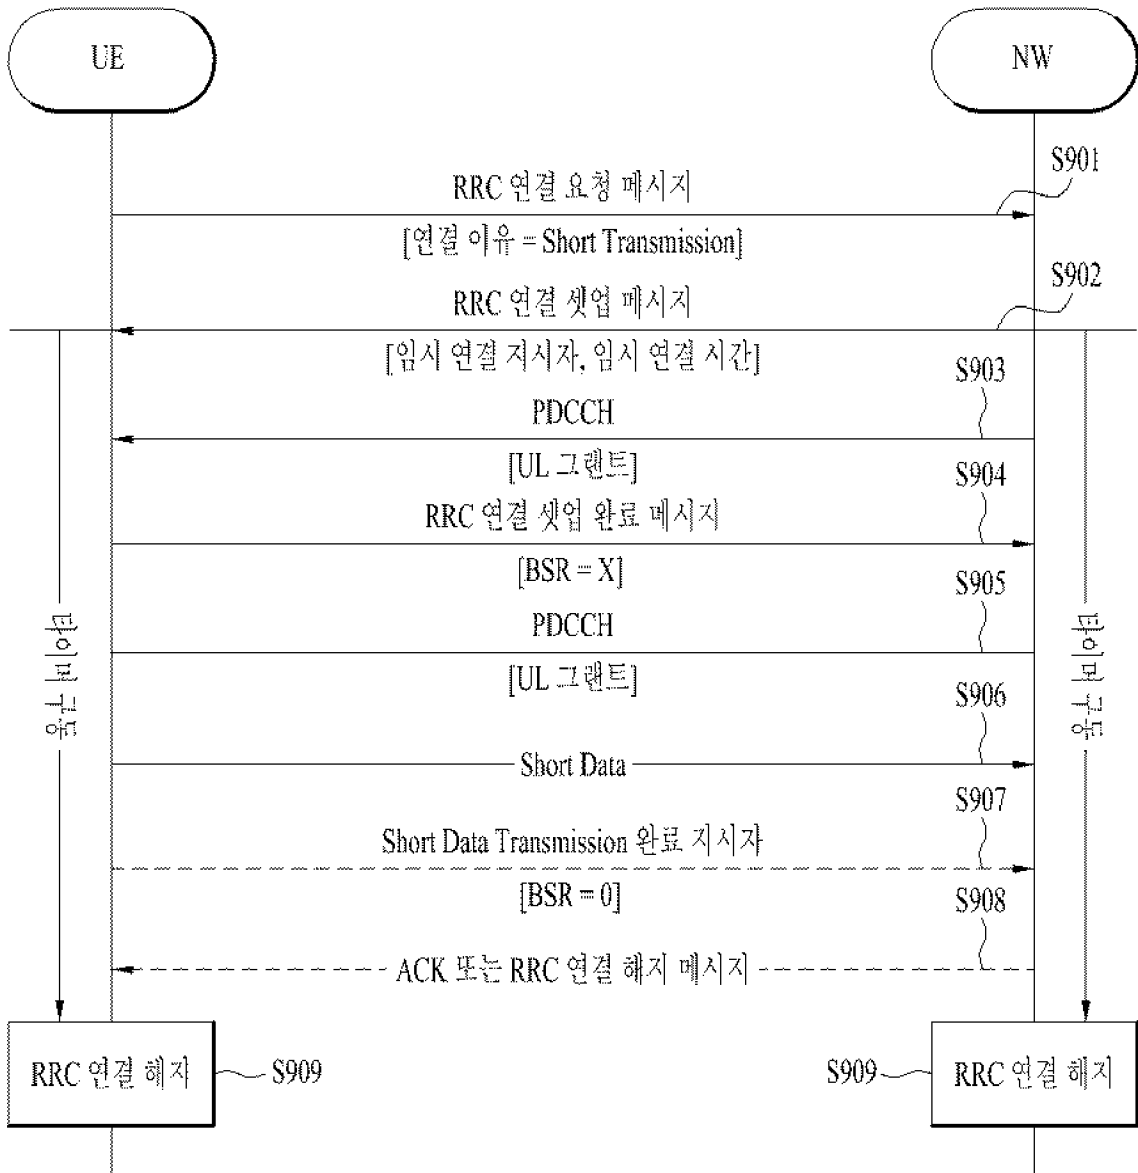 UE
NW
S901
RRC 연결 요청 메시지
[연결 이유 = Short Transmission]
S902
RRC 연결 셋업 메시지
[임시 연결 지시자, 임시 연결 시간]
S903
PDCCH
[UL 그랜트]
S904
RRC 연결 셋업 완료 메시지
[BSR = X]
S905
PDCCH
[UL 그랜트]
타이머 구동
타이머 구동
S906
Short Data
S907
Short Data Transmission 완료 지시자
[BSR = 0]
S908
ACK 또는 RRC 연결 해지 메시지
RRC 연결 해지
S909
S909
RRC 연결 해지